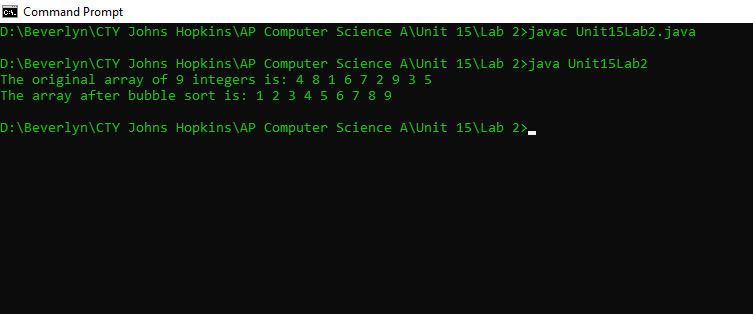 Command Prompt
D:\Beverlyn\CTY Johns Hopkins\AP Computer Science A\Unit 15\Lab 2>javac Unit15Lab2.java
D:\Beverlyn\CTY Johns Hopkins\AP Computer Science A\Unit 15\Lab 2>java Unit15Lab2
The original array of 9 integers is: 4 8 1 6 7 2 9 3 5
The array after bubble sort is: 1 2 3 4 5 6 7 8 9
D:\Beverlyn\CTY Johns Hopkins\AP Computer Science A\Unit 15\Lab 2>